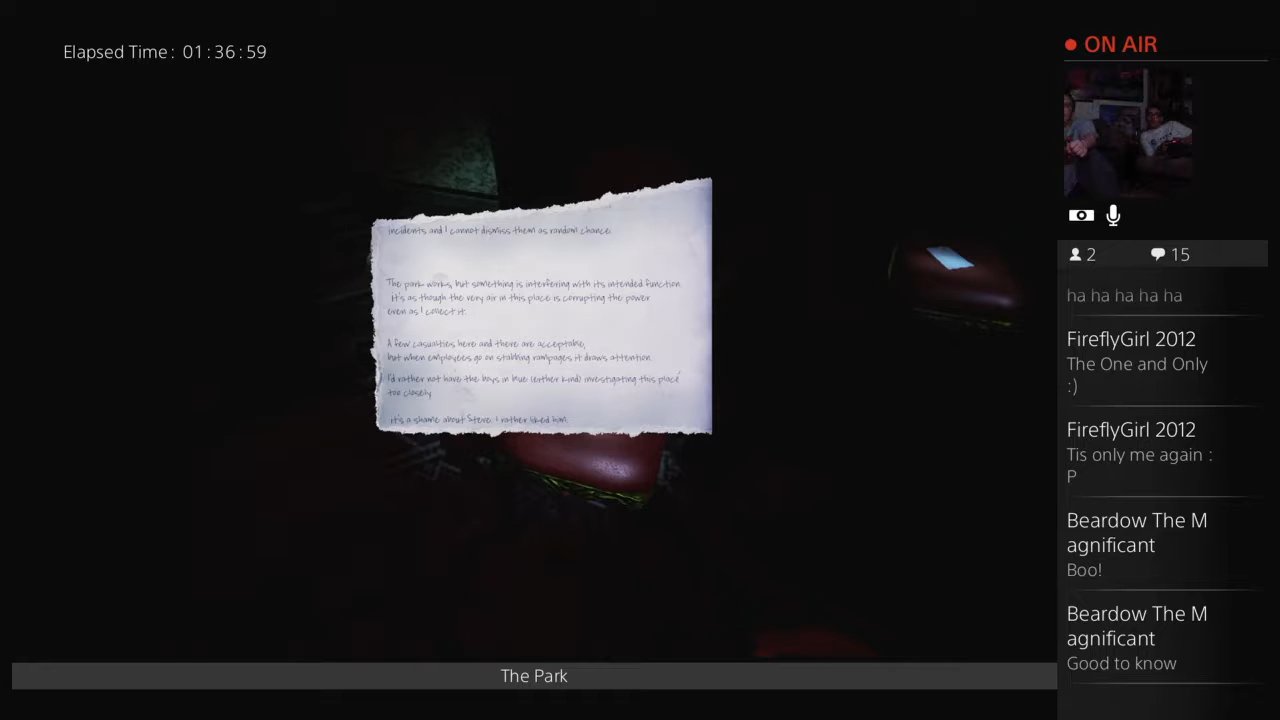 Elapsed Time: 01:36:59
ON AIR
2
15
ha ha ha ha ha
FireflyGirl 2012
The One and Only
:)
FireflyGirl 2012
Tis only me again :
P
Beardow The M
agnificant
Boo!
Beardow The M
agnificant
Good to know
incidents and I cannot dismiss them as random chance.
The park works, but something is interfering with its intended function.
It's as though the very air in this place is corrupting the power
even as I collect it.
A few casualties here and there are acceptable,
but when employees go on stabbing rampages it draws attention.
I'd rather not have the boys in blue (either kind) investigating this place
too closely.
It's a shame about Steve. I rather liked him.
The Park